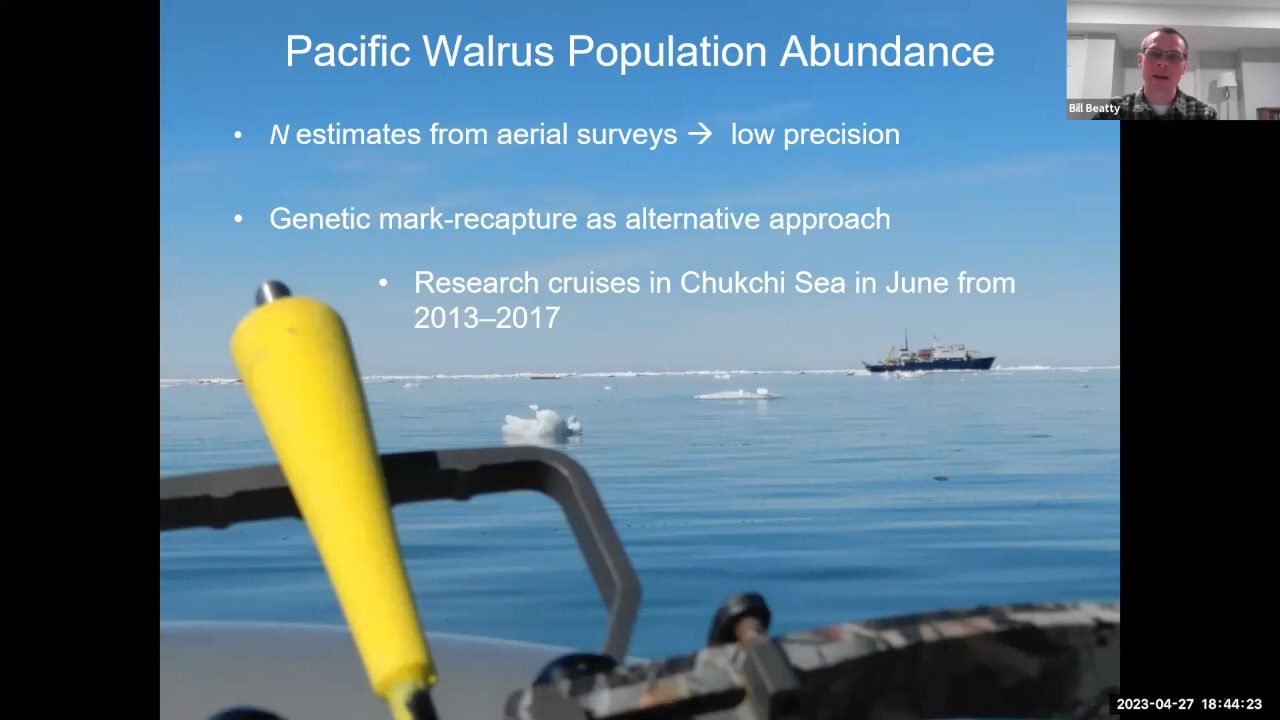 Pacific Walrus Population Abundance
Bill Beatty
• N estimates from aerial surveys → low precision
• Genetic mark-recapture as alternative approach
• Research cruises in Chukchi Sea in June from
2013–2017
2023-04-27 18:44:23